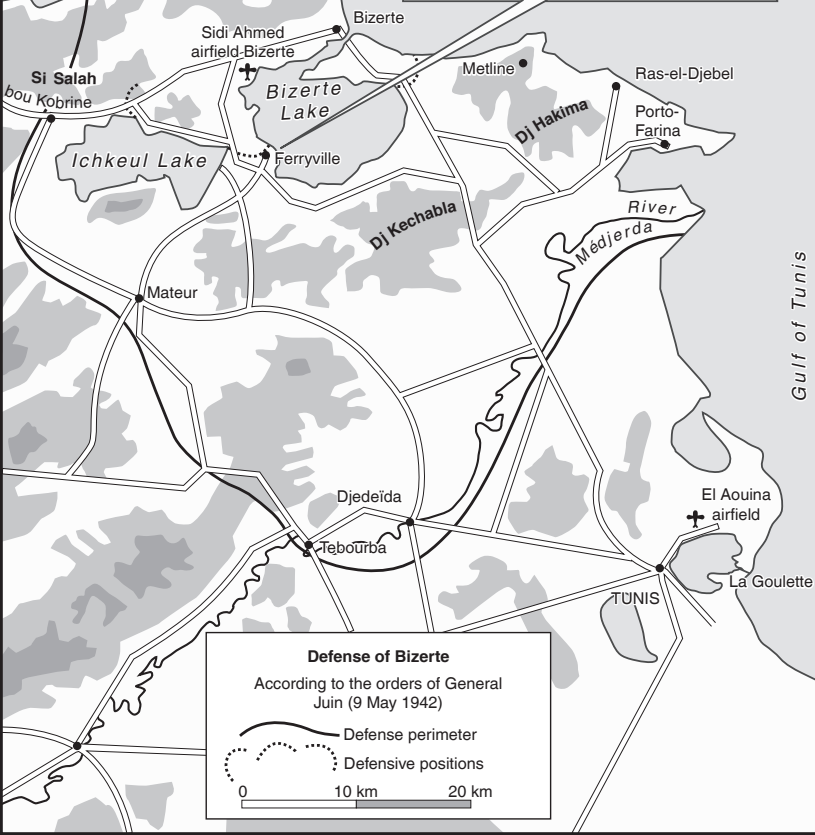 Bizerte
Sidi Ahmed
airfield Bizerte
Si Salah
bou Kobrine
Bizerte
Lake
Metline
Ras-el-Djebel
Dj Hakima
Porto-
Farina
Ichkeul Lake
Ferryville
Dj Kechabla
River
Médjerda
Gulf of Tunis
Mateur
Djedeïda
El Aouina
airfield
Tebourba
La Goulette
TUNIS
Defense of Bizerte
According to the orders of General
Juin (9 May 1942)
Defense perimeter
Defensive positions
0 10 km 20 km